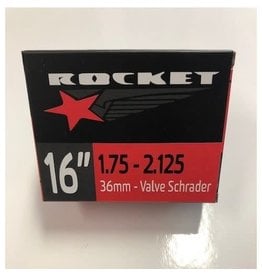 ROCKET
16" 1.75 - 2.125
36mm - Valve Schrader